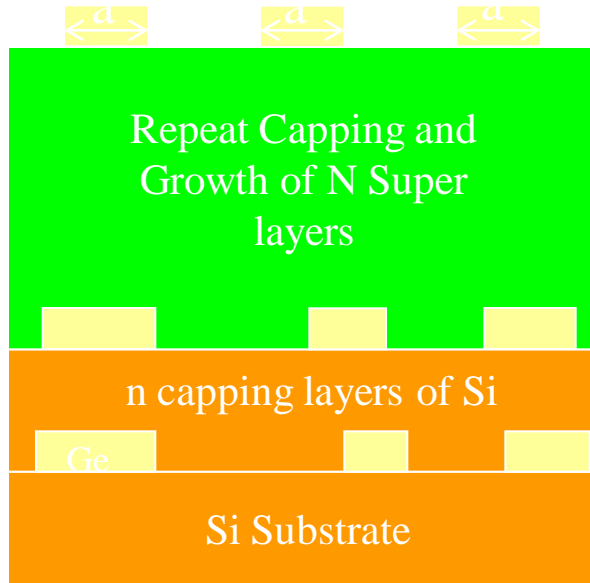 a a a
Repeat Capping and
Growth of N Super
layers
n capping layers of Si
Ge
Si Substrate